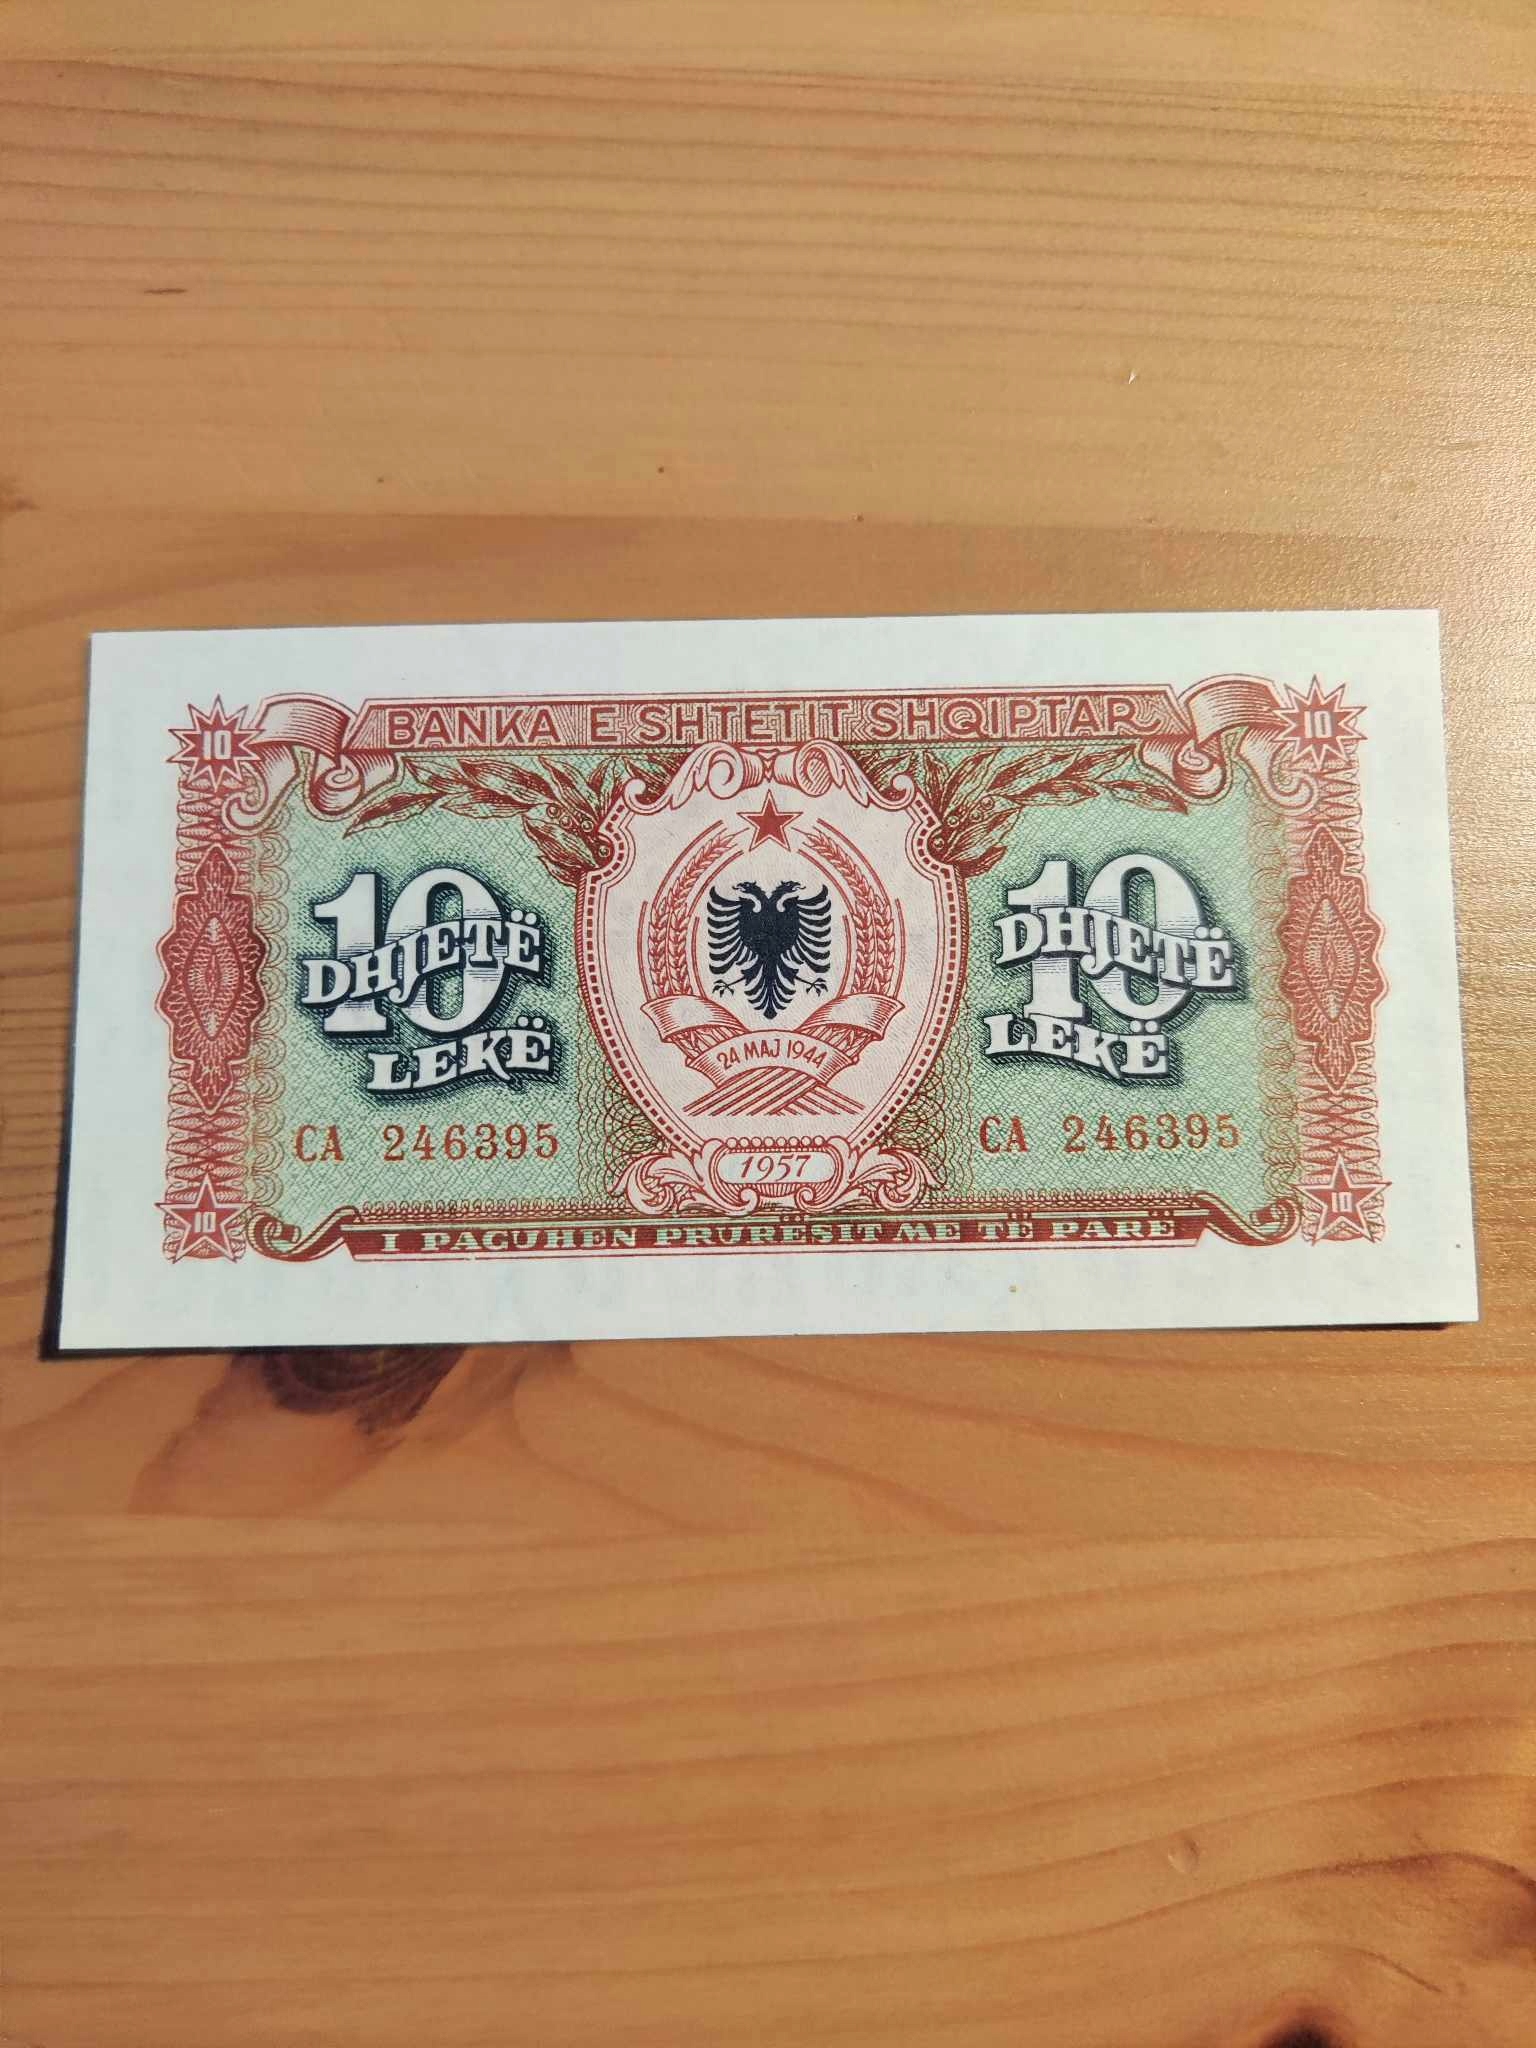 10 BANKA E SHTETIT SHQIPTAR 10
10 10
DHJETË DHJETË
LEKË LEKË
24 MAJ 1944
CA 246395 CA 246395
1957
10 I PAGUHEN PRURËSIT ME TË PARË 10